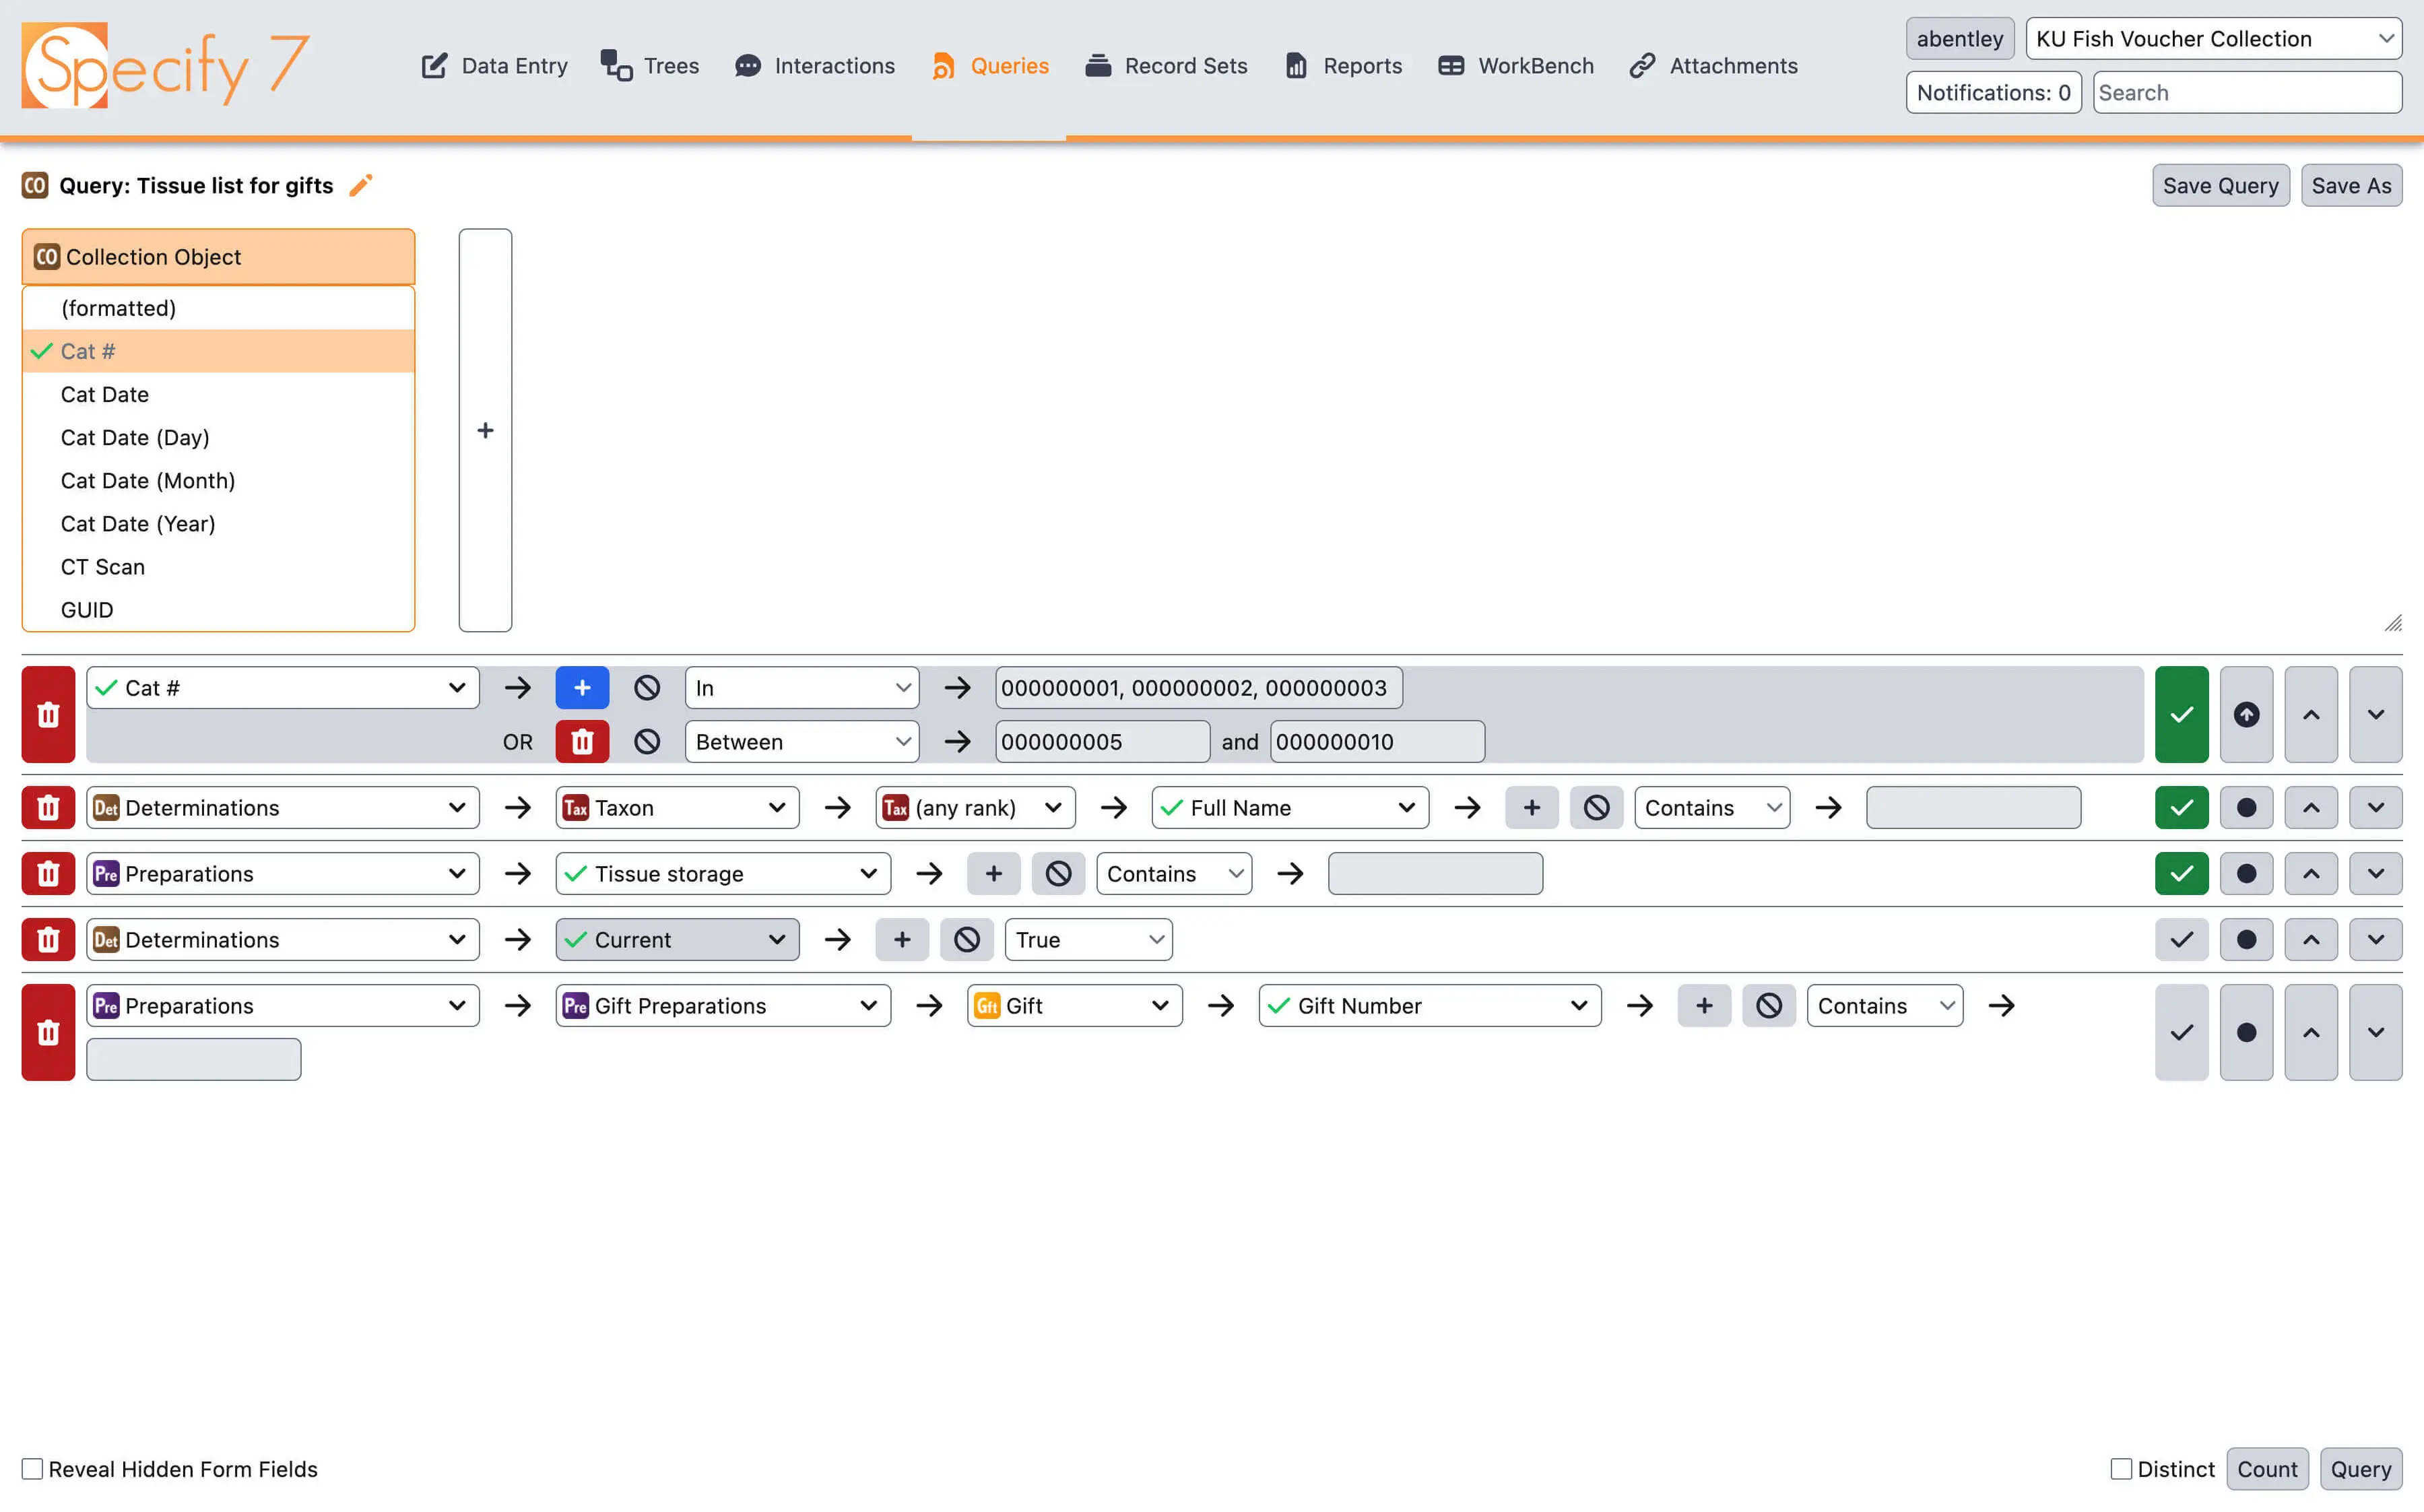 Specify 7
Data Entry
Trees
Interactions
Queries
Record Sets
Reports
WorkBench
Attachments
abentley
KU Fish Voucher Collection
Notifications: 0
Search
CO Query: Tissue list for gifts
Save Query
Save As
CO Collection Object
(formatted)
Cat #
Cat Date
Cat Date (Day)
Cat Date (Month)
Cat Date (Year)
CT Scan
GUID
+
Cat # + In 000000001, 000000002, 000000003
OR Between 000000005 and 000000010
Det Determinations Tax Taxon Tax (any rank) Full Name + Contains
Pre Preparations Tissue storage + Contains
Det Determinations Current + True
Pre Preparations Pre Gift Preparations Gft Gift Gift Number + Contains
Reveal Hidden Form Fields
Distinct
Count
Query